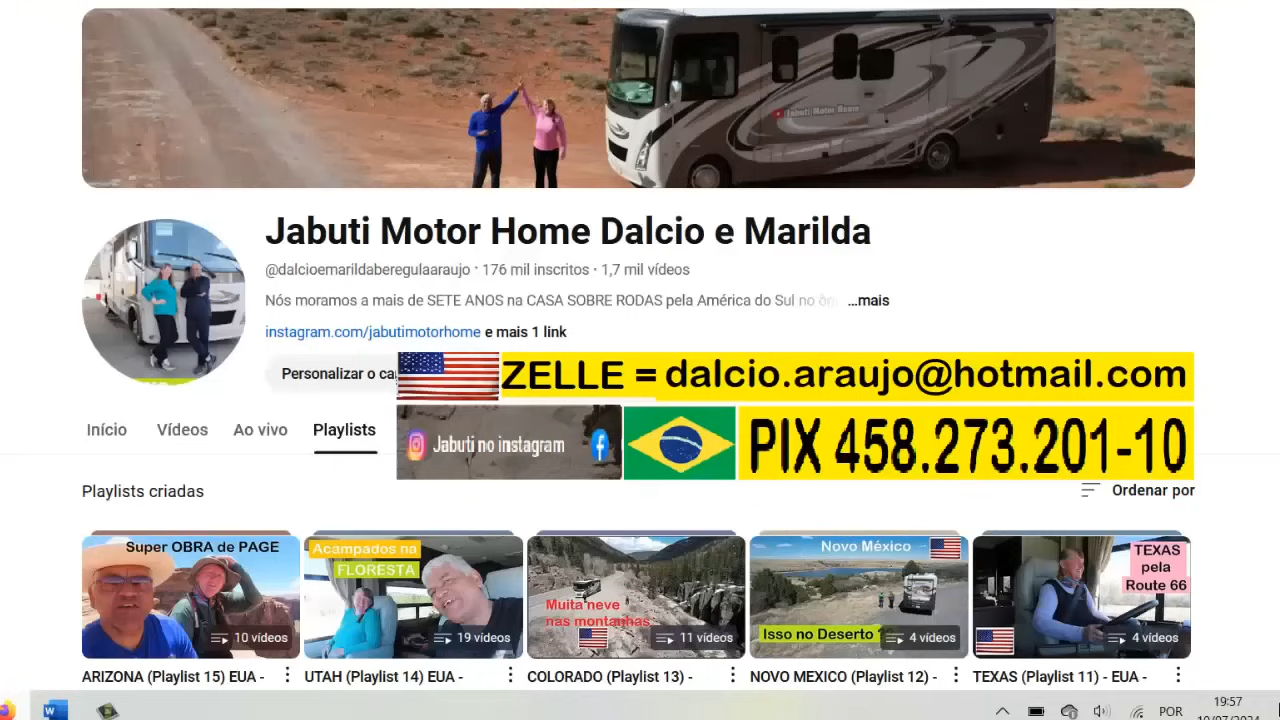 Jabuti Motor Home
Jabuti Motor Home Dalcio e Marilda
@dalcioemarildaberegulaaraujo · 176 mil inscritos · 1,7 mil vídeos
Nós moramos a mais de SETE ANOS na CASA SOBRE RODAS pela América do Sul no ...mais
instagram.com/jabutimotorhome e mais 1 link
Personalizar o ca
ZELLE = dalcio.araujo@hotmail.com
Jabuti no instagram
PIX 458.273.201-10
Início Vídeos Ao vivo Playlists
Playlists criadas
Ordenar por
Super OBRA de PAGE
10 vídeos
Acampados na
FLORESTA
19 vídeos
Muita neve
nas montanhas
11 vídeos
Novo México
Isso no Deserto ?
4 vídeos
TEXAS
pela
Route 66
4 vídeos
ARIZONA (Playlist 15) EUA -
UTAH (Playlist 14) EUA -
COLORADO (Playlist 13) -
NOVO MEXICO (Playlist 12) -
TEXAS (Playlist 11) - EUA -
W
POR
19:57
10/07/2024